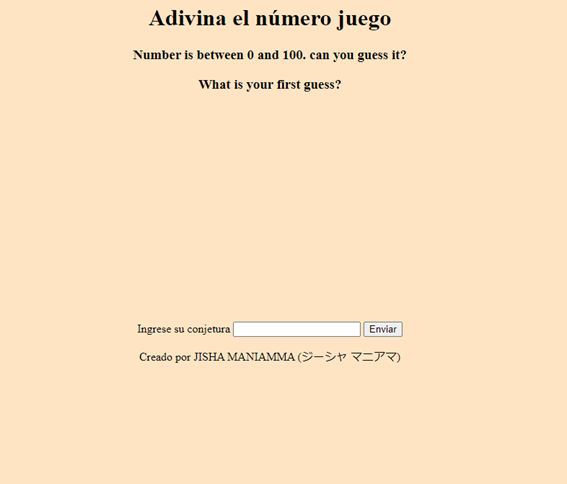 Adivina el número juego
Number is between 0 and 100. can you guess it?
What is your first guess?
Ingrese su conjetura Enviar
Creado por JISHA MANIAMMA (ジーシャ マニアマ)